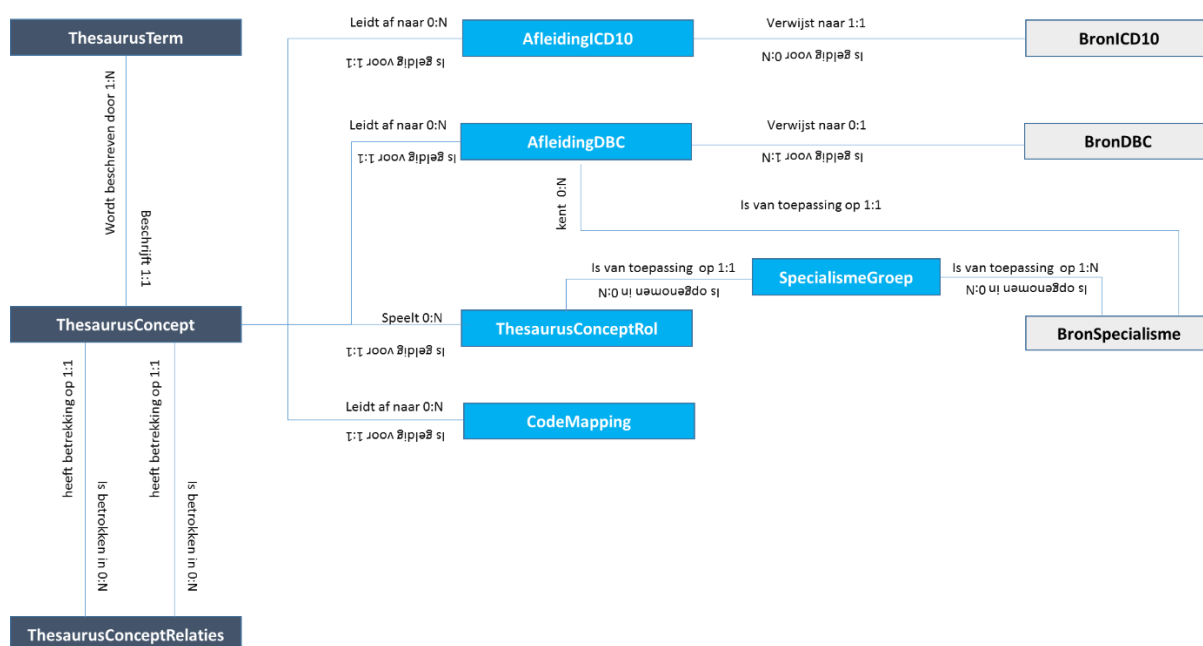 ThesaurusTerm
Leidt af naar 0:N
Is geldig voor 1:1
AfleidingICD10
Verwijst naar 1:1
Is geldig voor 0:N
BronICD10
Wordt beschreven door 1:N
Beschrijft 1:1
Leidt af naar 0:N
Is geldig voor 1:1
AfleidingDBC
Verwijst naar 0:1
Is geldig voor 1:N
BronDBC
kent 0:N
Is van toepassing op 1:1
Is van toepassing op 1:1
Is opgenomen in 0:N
SpecialismeGroep
Is van toepassing op 1:N
Is opgenomen in 0:N
ThesaurusConcept
Speelt 0:N
Is geldig voor 1:1
ThesaurusConceptRol
BronSpecialisme
heeft betrekking op 1:1
Is betrokken in 0:N
heeft betrekking op 1:1
Is betrokken in 0:N
Leidt af naar 0:N
Is geldig voor 1:1
CodeMapping
ThesaurusConceptRelaties